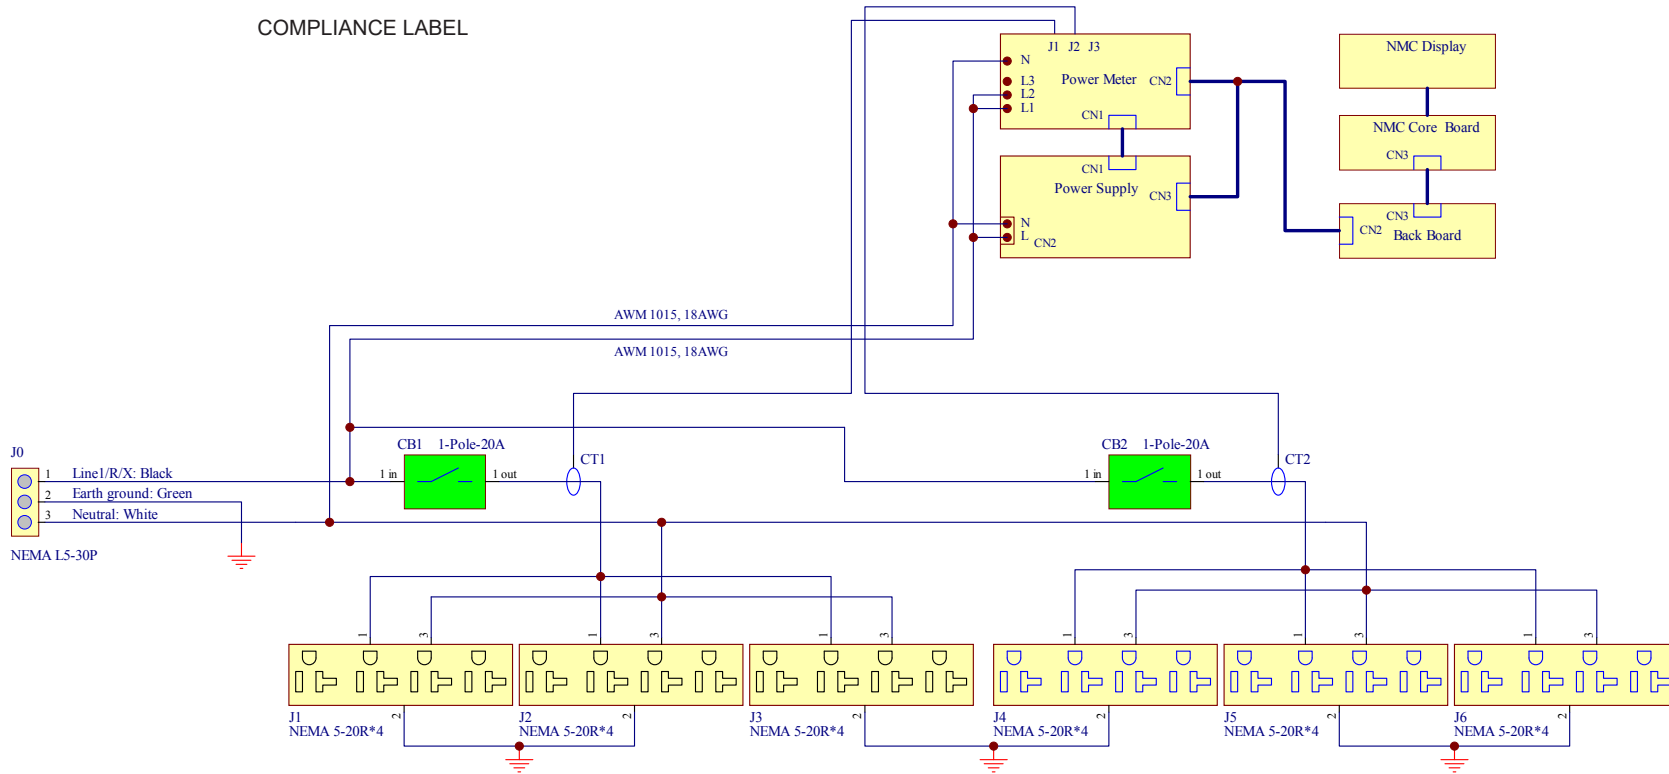 COMPLIANCE LABEL
J1 J2 J3
N
L3
L2
L1
Power Meter
CN2
CN1
CN1
Power Supply
CN3
N
L
CN2
NMC Display
NMC Core Board
CN3
CN3
CN2
Back Board
AWM 1015, 18AWG
AWM 1015, 18AWG
J0
1 Line1/R/X: Black
2 Earth ground: Green
3 Neutral: White
NEMA L5-30P
CB1 1-Pole-20A
1 in
1 out
CT1
CB2 1-Pole-20A
1 in
1 out
CT2
1
3
1
3
1
3
1
3
1
3
1
3
J1
NEMA 5-20R*4
2
J2
NEMA 5-20R*4
2
J3
NEMA 5-20R*4
2
J4
NEMA 5-20R*4
2
J5
NEMA 5-20R*4
2
J6
NEMA 5-20R*4
2